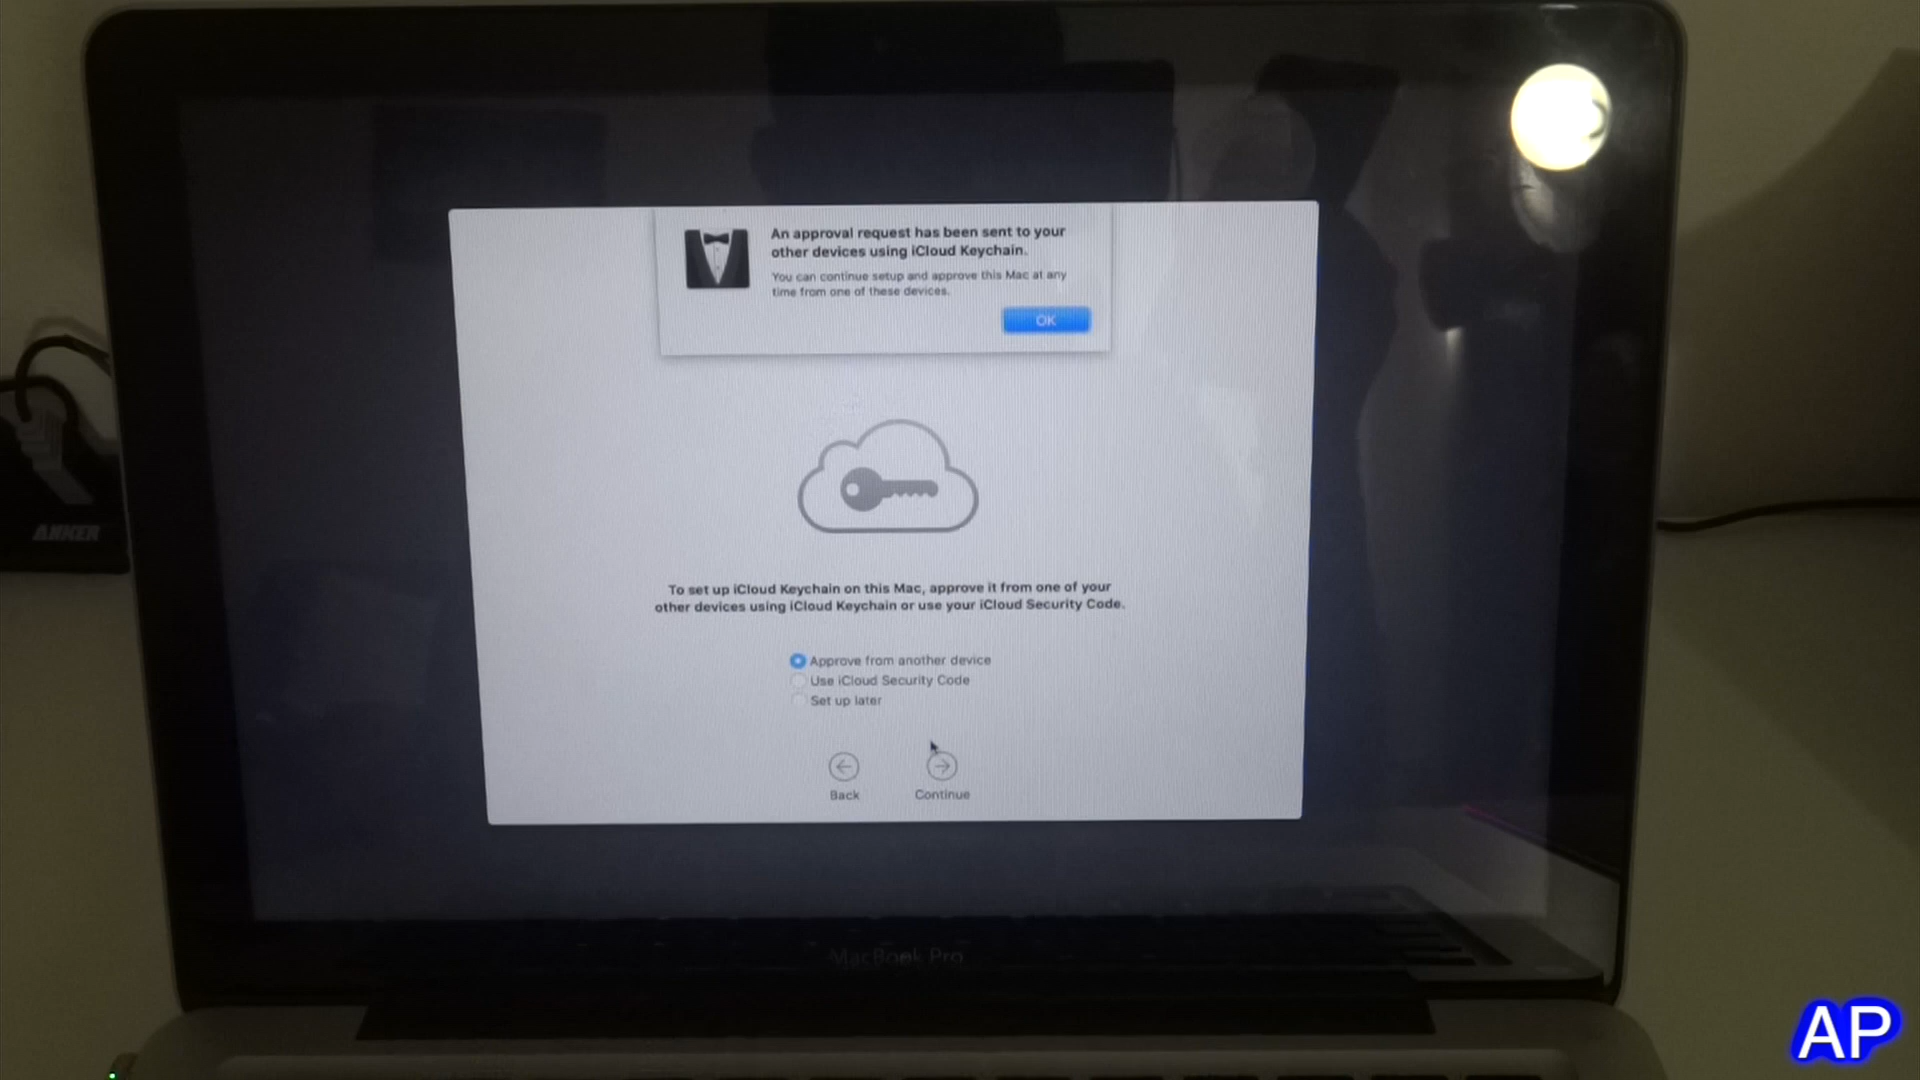 An approval request has been sent to your
other devices using iCloud Keychain.
You can continue setup and approve this Mac at any
time from one of these devices.
OK
ANKER
To set up iCloud Keychain on this Mac, approve it from one of your
other devices using iCloud Keychain or use your iCloud Security Code.
Approve from another device
Use iCloud Security Code
Set up later
Back
Continue
MacBook Pro
AP